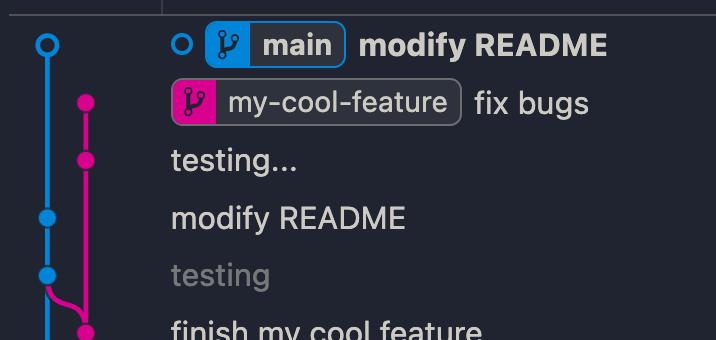 main modify README
my-cool-feature fix bugs
testing...
modify README
testing
finish my cool feature